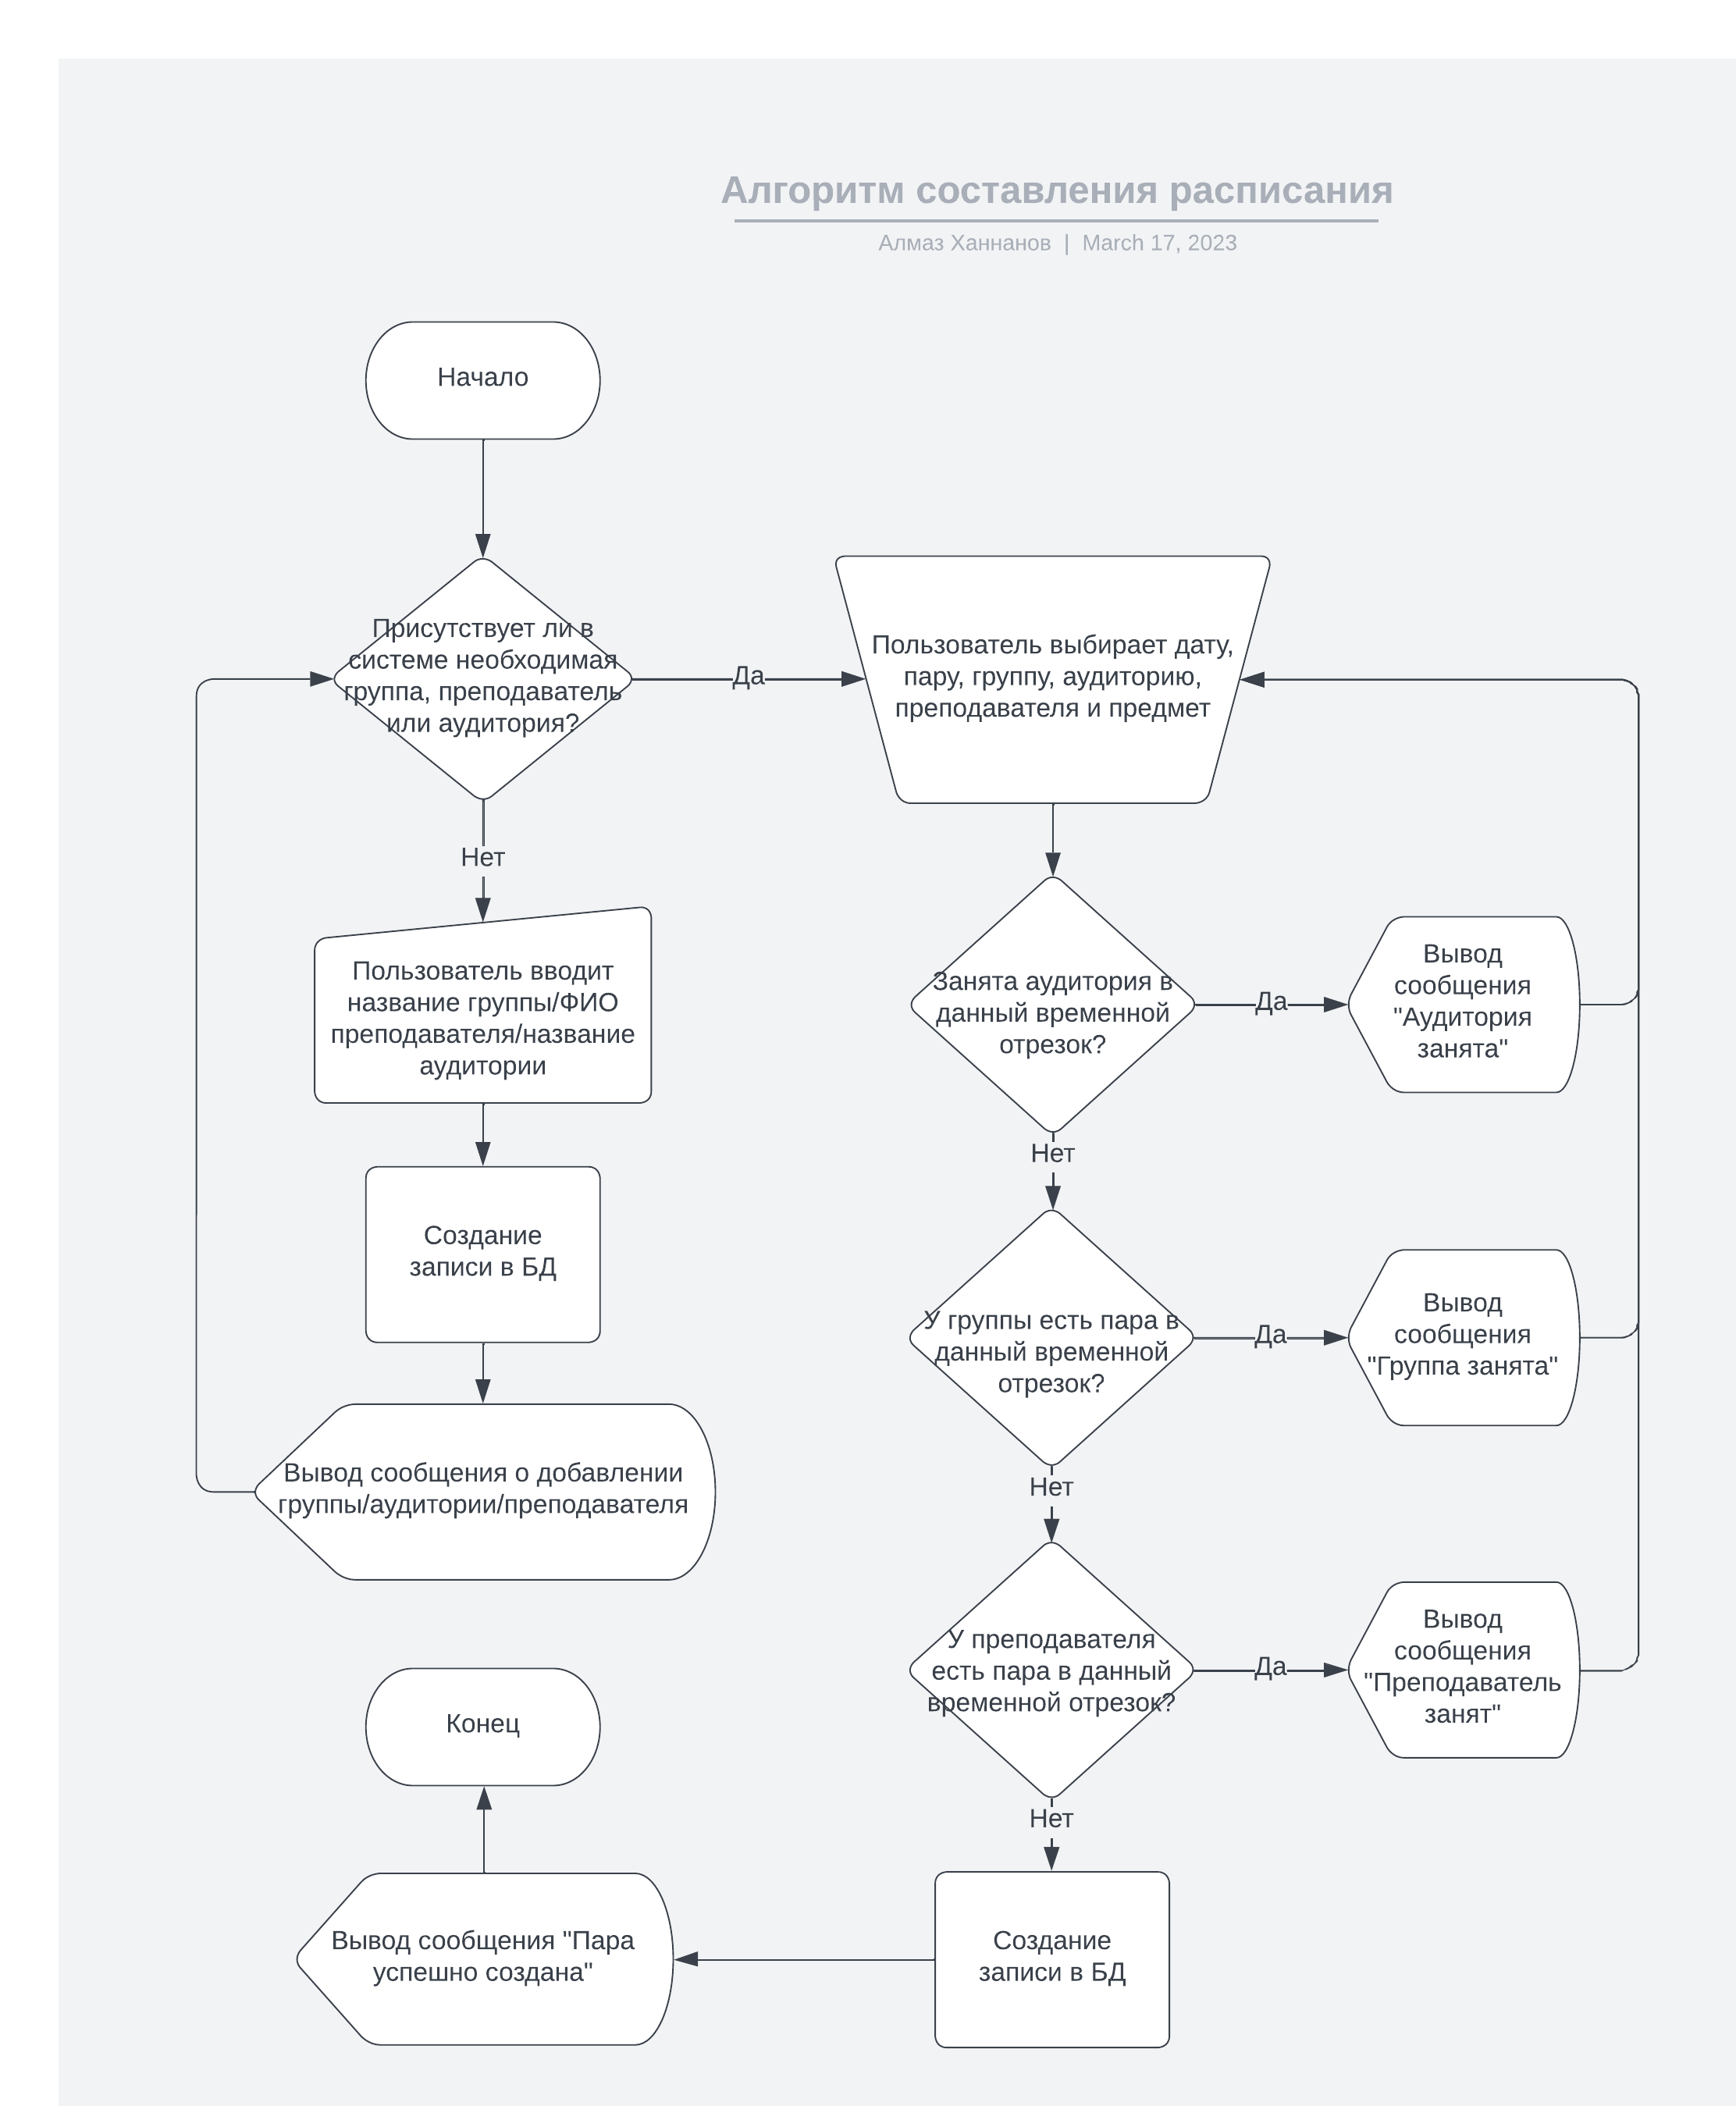 Алгоритм составления расписания
Алмаз Ханнанов | March 17, 2023
Начало
Присутствует ли в
системе необходимая
группа, преподаватель
или аудитория?
Да
Пользователь выбирает дату,
пару, группу, аудиторию,
преподавателя и предмет
Нет
Пользователь вводит
название группы/ФИО
преподавателя/название
аудитории
Создание
записи в БД
Вывод сообщения о добавлении
группы/аудитории/преподавателя
Занята аудитория в
данный временной
отрезок?
Да
Вывод
сообщения
"Аудитория
занята"
Нет
У группы есть пара в
данный временной
отрезок?
Да
Вывод
сообщения
"Группа занята"
Нет
У преподавателя
есть пара в данный
временной отрезок?
Да
Вывод
сообщения
"Преподаватель
занят"
Нет
Создание
записи в БД
Вывод сообщения "Пара
успешно создана"
Конец